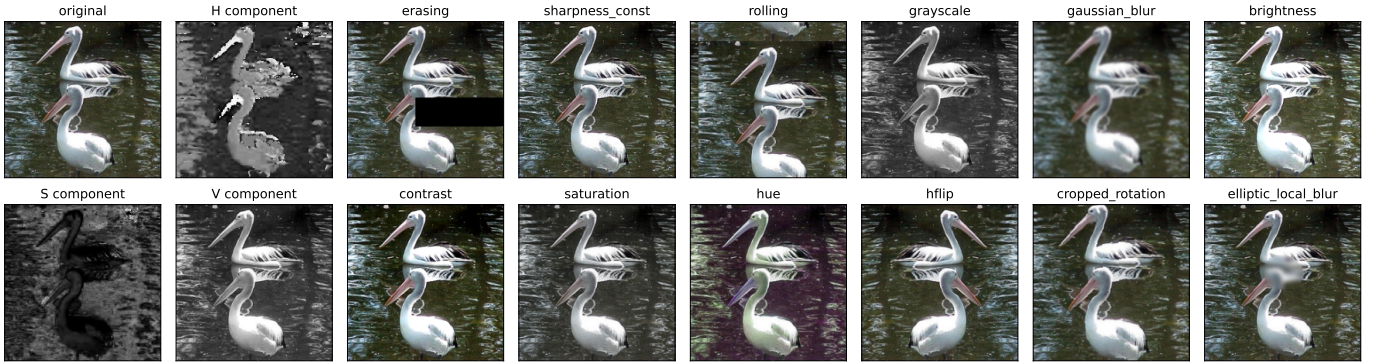 original H component erasing sharpness_const rolling grayscale gaussian_blur brightness
S component V component contrast saturation hue hflip cropped_rotation elliptic_local_blur